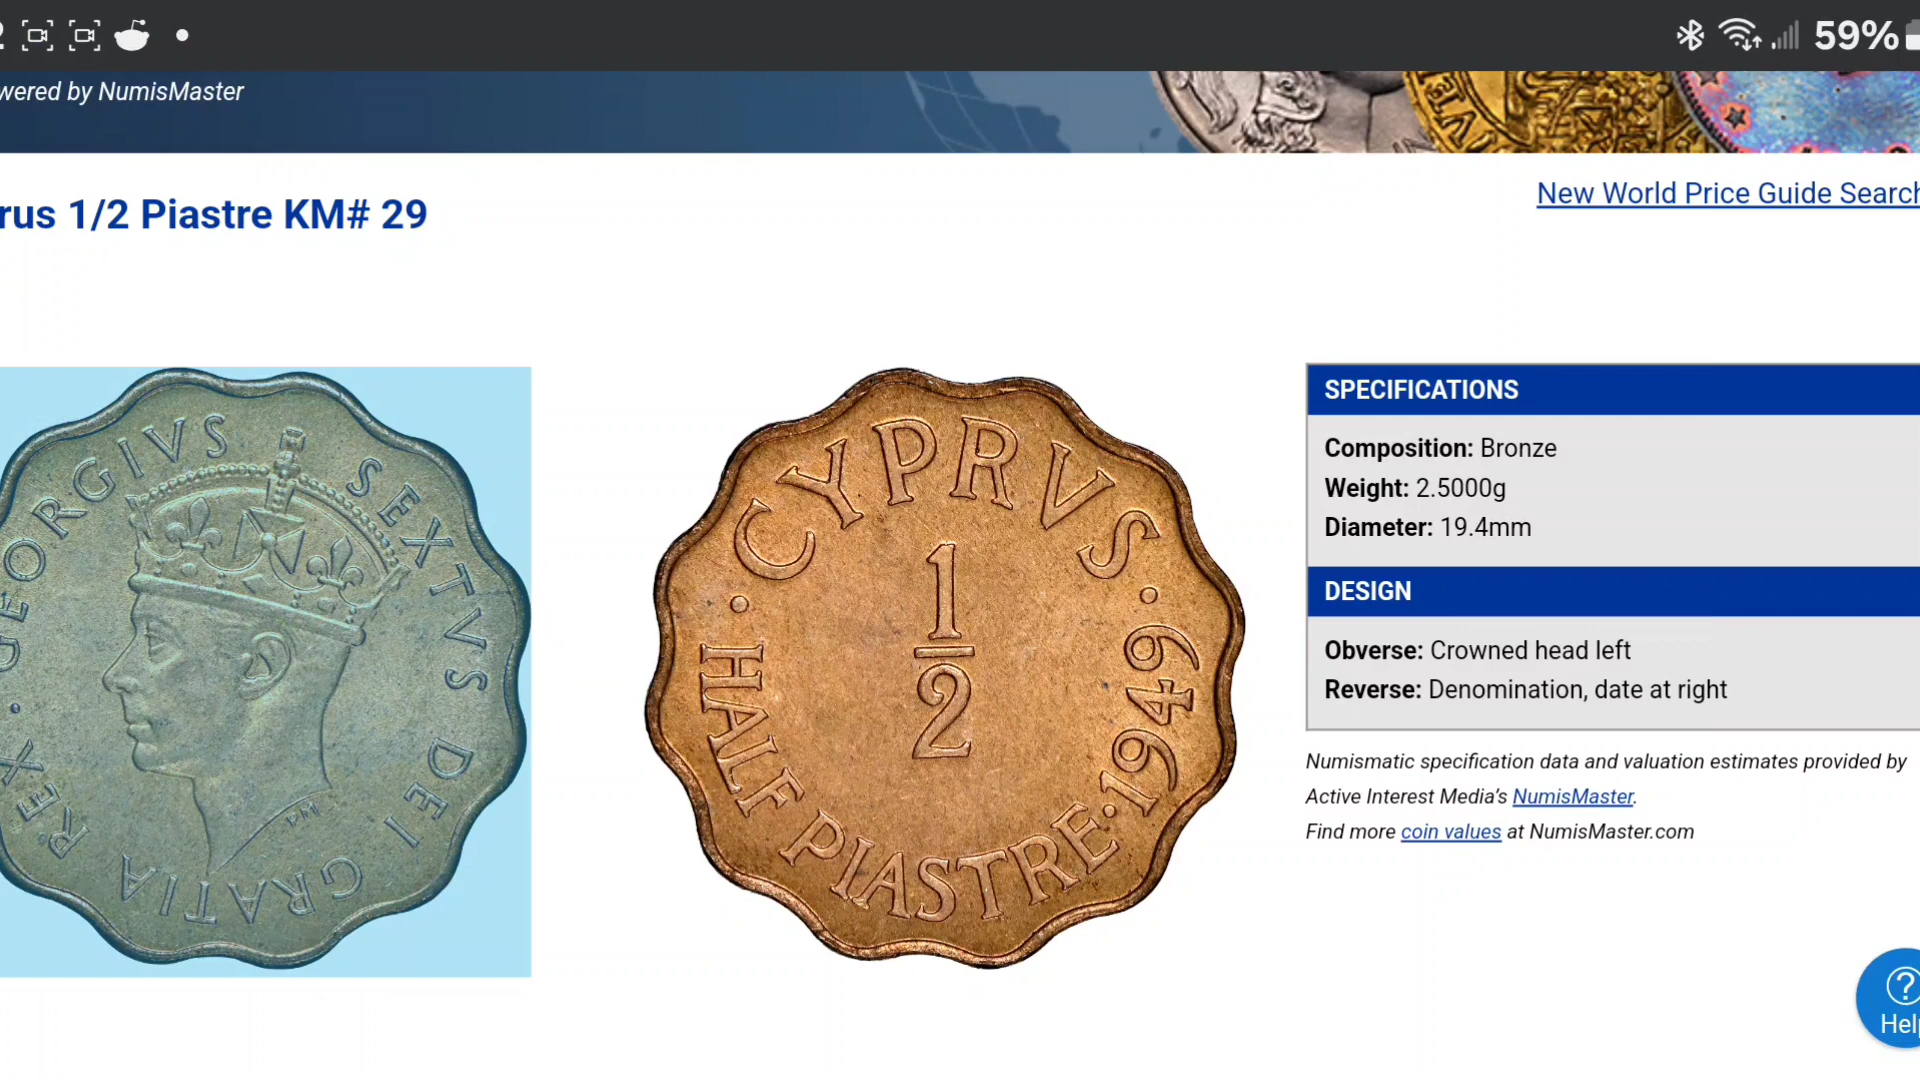 59%
wered by NumisMaster
New World Price Guide Search
rus 1/2 Piastre KM# 29
GEORGIVS SEXTVS DEI GRATIA REX
CYPRVS
1
2
HALF PIASTRE · 1949
SPECIFICATIONS
Composition: Bronze
Weight: 2.5000g
Diameter: 19.4mm
DESIGN
Obverse: Crowned head left
Reverse: Denomination, date at right
Numismatic specification data and valuation estimates provided by
Active Interest Media's NumisMaster.
Find more coin values at NumisMaster.com
?
Help